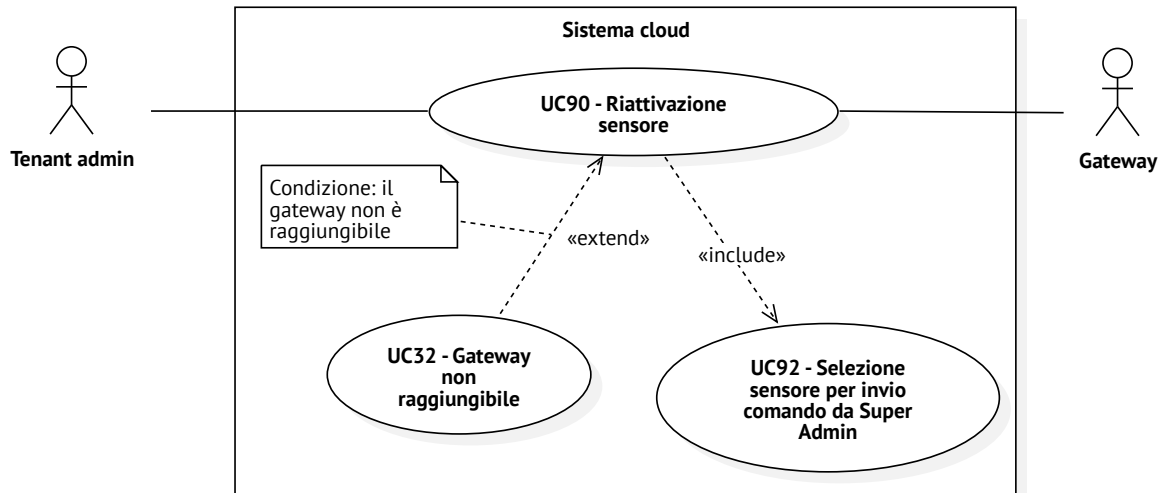 Sistema cloud
UC90 - Riattivazione
sensore
Tenant admin
Gateway
Condizione: il
gateway non è
raggiungibile
«extend»
«include»
UC32 - Gateway
non
raggiungibile
UC92 - Selezione
sensore per invio
comando da Super
Admin